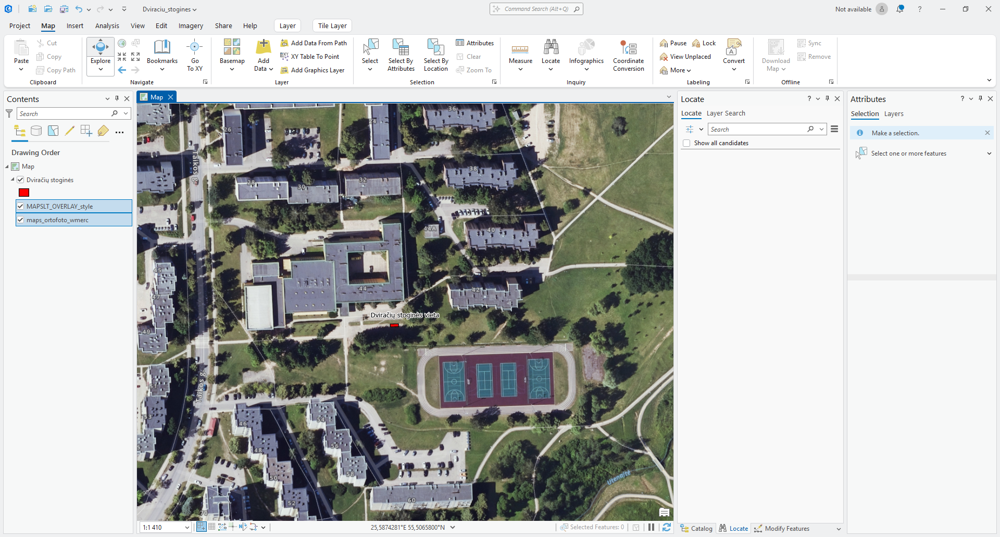 Dviraciu_stogines
Command Search (Alt+Q)
Not available
?
Project Map Insert Analysis View Edit Imagery Share Help Layer Tile Layer
Paste
Cut
Copy
Copy Path
Clipboard
Explore
Bookmarks
Go
To XY
Navigate
Basemap
Add
Data
Add Data From Path
XY Table To Point
Add Graphics Layer
Layer
Select
Select By
Attributes
Select By
Location
Attributes
Clear
Zoom To
Selection
Measure
Locate
Infographics
Coordinate
Conversion
Inquiry
Pause
Lock
View Unplaced
More
Convert
Labeling
Download
Map
Sync
Remove
Offline
Contents
Search
Drawing Order
Map
Dviračių stoginės
MAPSLT_OVERLAY_style
maps_ortofoto_wmerc
Map
36
26
24
Taikos g.
38
28
30
32
44A
40
45
44
42
47
Dviračių stoginės vieta
49
51
Taikos g.
53
46
54
48
56
58
50
52
60
70
Utenaitė
1:1 410
25,5874281°E 55,5065800°N
Selected Features: 0
Locate
?
Locate Layer Search
Search
Show all candidates
Catalog Locate Modify Features
Attributes
?
Selection Layers
Make a selection.
Select one or more features